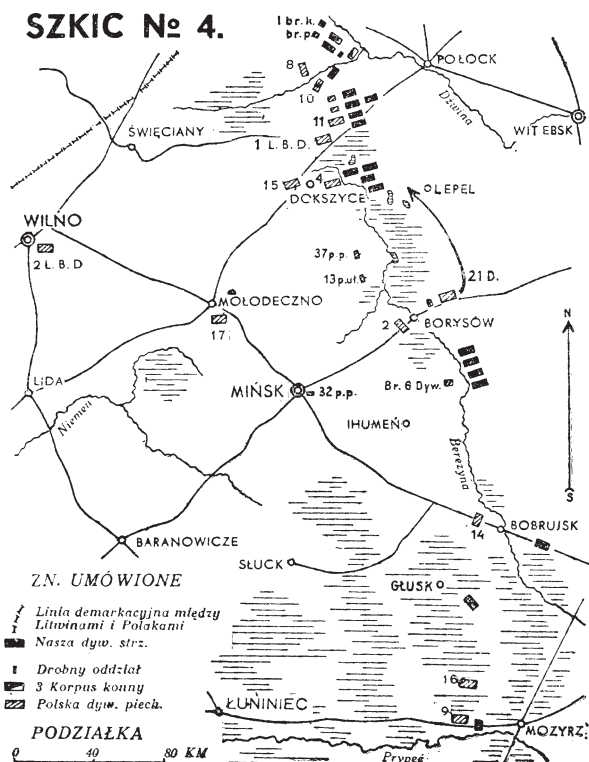 SZKIC № 4.
1 br. k.
br. p.
8
POŁOCK
10
Dźwina
11
ŚWIĘCIANY
WITEBSK
1 L.B.D.
15
4
DOKSZYCE
LEPEL
WILNO
2 L.B.D
37 p.p.
13 p.uł.
21 D.
MOŁODECZNO
N
17
2
BORYSÓW
LIDA
MIŃSK
32 p.p.
Br. 6 Dyw.
Niemen
IHUMEŃ
Berezyna
S
14
BOBRUJSK
BARANOWICZE
SŁUCK
GŁUSK
ZN. UMÓWIONE
Linia demarkacyjna między
Litwinami i Polakami
Nasza dyw. strz.
Drobny oddział
3 Korpus konny
Polska dyw. piech.
16
ŁUNINIEC
9
MOZYRZ
PODZIAŁKA
Prypeć
0 40 80 KM